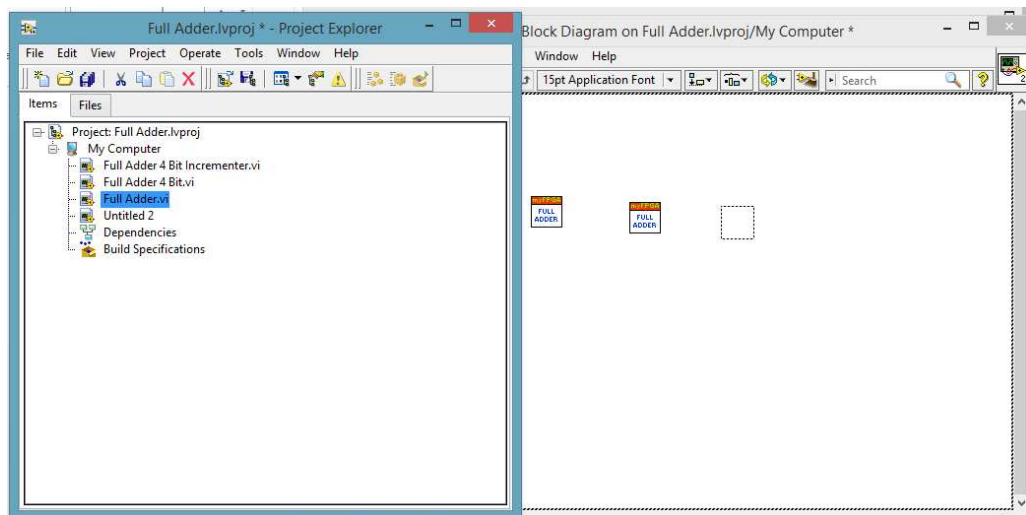 Full Adder.lvproj * - Project Explorer
File Edit View Project Operate Tools Window Help
Items Files
Project: Full Adder.lvproj
My Computer
Full Adder 4 Bit Incrementer.vi
Full Adder 4 Bit.vi
Full Adder.vi
Untitled 2
Dependencies
Build Specifications
Block Diagram on Full Adder.lvproj/My Computer *
Window Help
15pt Application Font Search
2
myFPGA
FULL
ADDER
myFPGA
FULL
ADDER